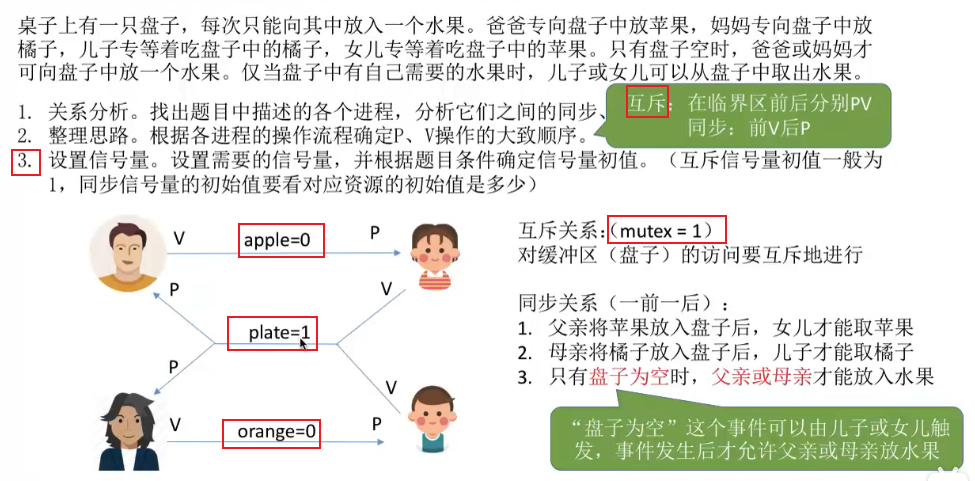 桌子上有一只盘子，每次只能向其中放入一个水果。爸爸专向盘子中放苹果，妈妈专向盘子中放
橘子，儿子专等着吃盘子中的橘子，女儿专等着吃盘子中的苹果。只有盘子空时，爸爸或妈妈才
可向盘子中放一个水果。仅当盘子中有自己需要的水果时，儿子或女儿可以从盘子中取出水果。
1. 关系分析。找出题目中描述的各个进程，分析它们之间的同步、
2. 整理思路。根据各进程的操作流程确定P、V操作的大致顺序。
互斥：在临界区前后分别PV
同步：前V后P
3. 设置信号量。设置需要的信号量，并根据题目条件确定信号量初值。（互斥信号量初值一般为
1，同步信号量的初始值要看对应资源的初始值是多少）
V
apple=0
P
P
V
plate=1
P
V
V
orange=0
P
互斥关系：（mutex = 1）
对缓冲区（盘子）的访问要互斥地进行
同步关系（一前一后）：
1. 父亲将苹果放入盘子后，女儿才能取苹果
2. 母亲将橘子放入盘子后，儿子才能取橘子
3. 只有盘子为空时，父亲或母亲才能放入水果
“盘子为空”这个事件可以由儿子或女儿触
发，事件发生后才允许父亲或母亲放水果